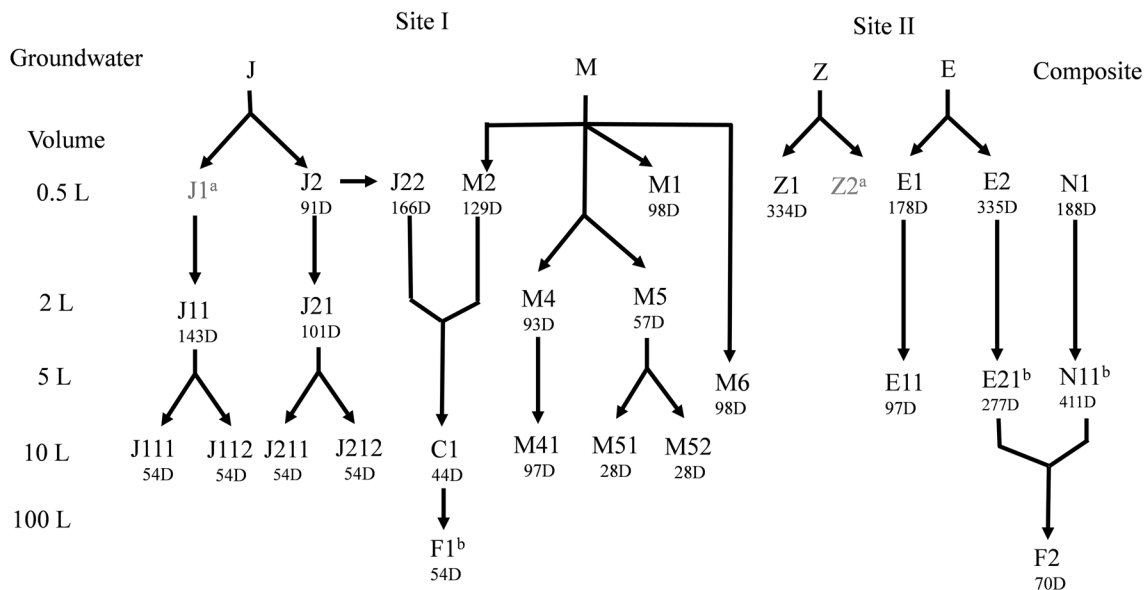 Site I
Site II
Groundwater
J
M
Z
E
Composite
Volume
0.5 L
J1ᵃ
J2
91D
J22
166D
M2
129D
M1
98D
Z1
334D
Z2ᵃ
E1
178D
E2
335D
N1
188D
2 L
J11
143D
J21
101D
M4
93D
M5
57D
5 L
M6
98D
E11
97D
E21ᵇ
277D
N11ᵇ
411D
10 L
J111
54D
J112
54D
J211
54D
J212
54D
C1
44D
M41
97D
M51
28D
M52
28D
100 L
F1ᵇ
54D
F2
70D